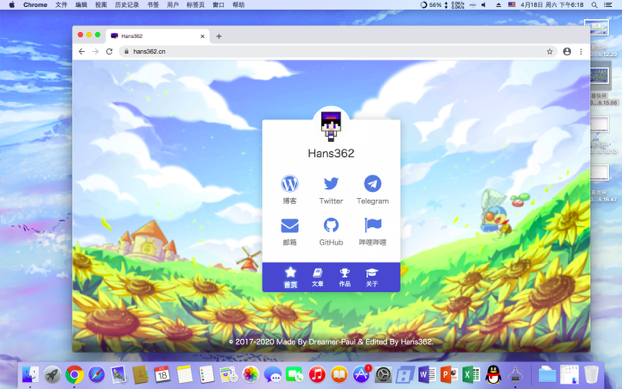 Chrome 文件 编辑 视图 历史记录 书签 用户 标签页 窗口 帮助
56%
4月18日 周六 下午6:18
Hans362
hans362.cn
Hans362
博客 Twitter Telegram
邮箱 GitHub 哔哩哔哩
首页 文章 作品 关于
© 2017-2020 Made By Dreamer-Paul & Edited By Hans362.
18